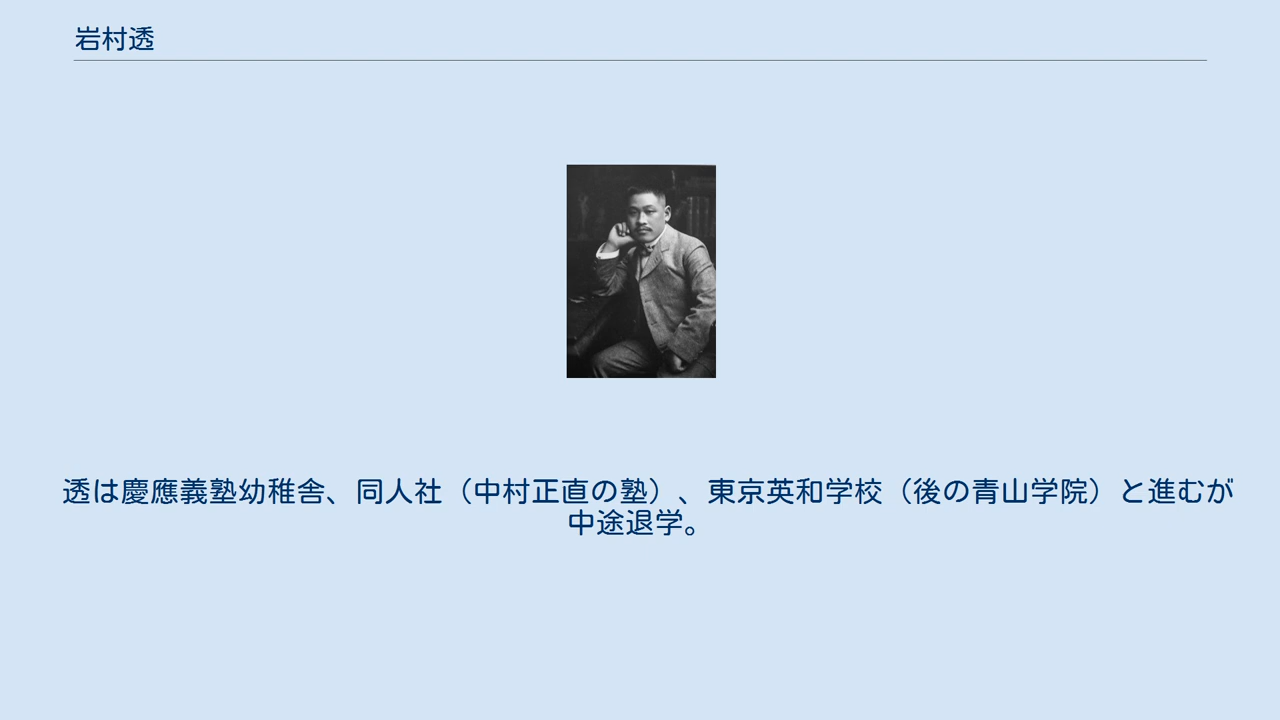 岩村透
透は慶應義塾幼稚舎、同人社（中村正直の塾）、東京英和学校（後の青山学院）と進むが
中途退学。